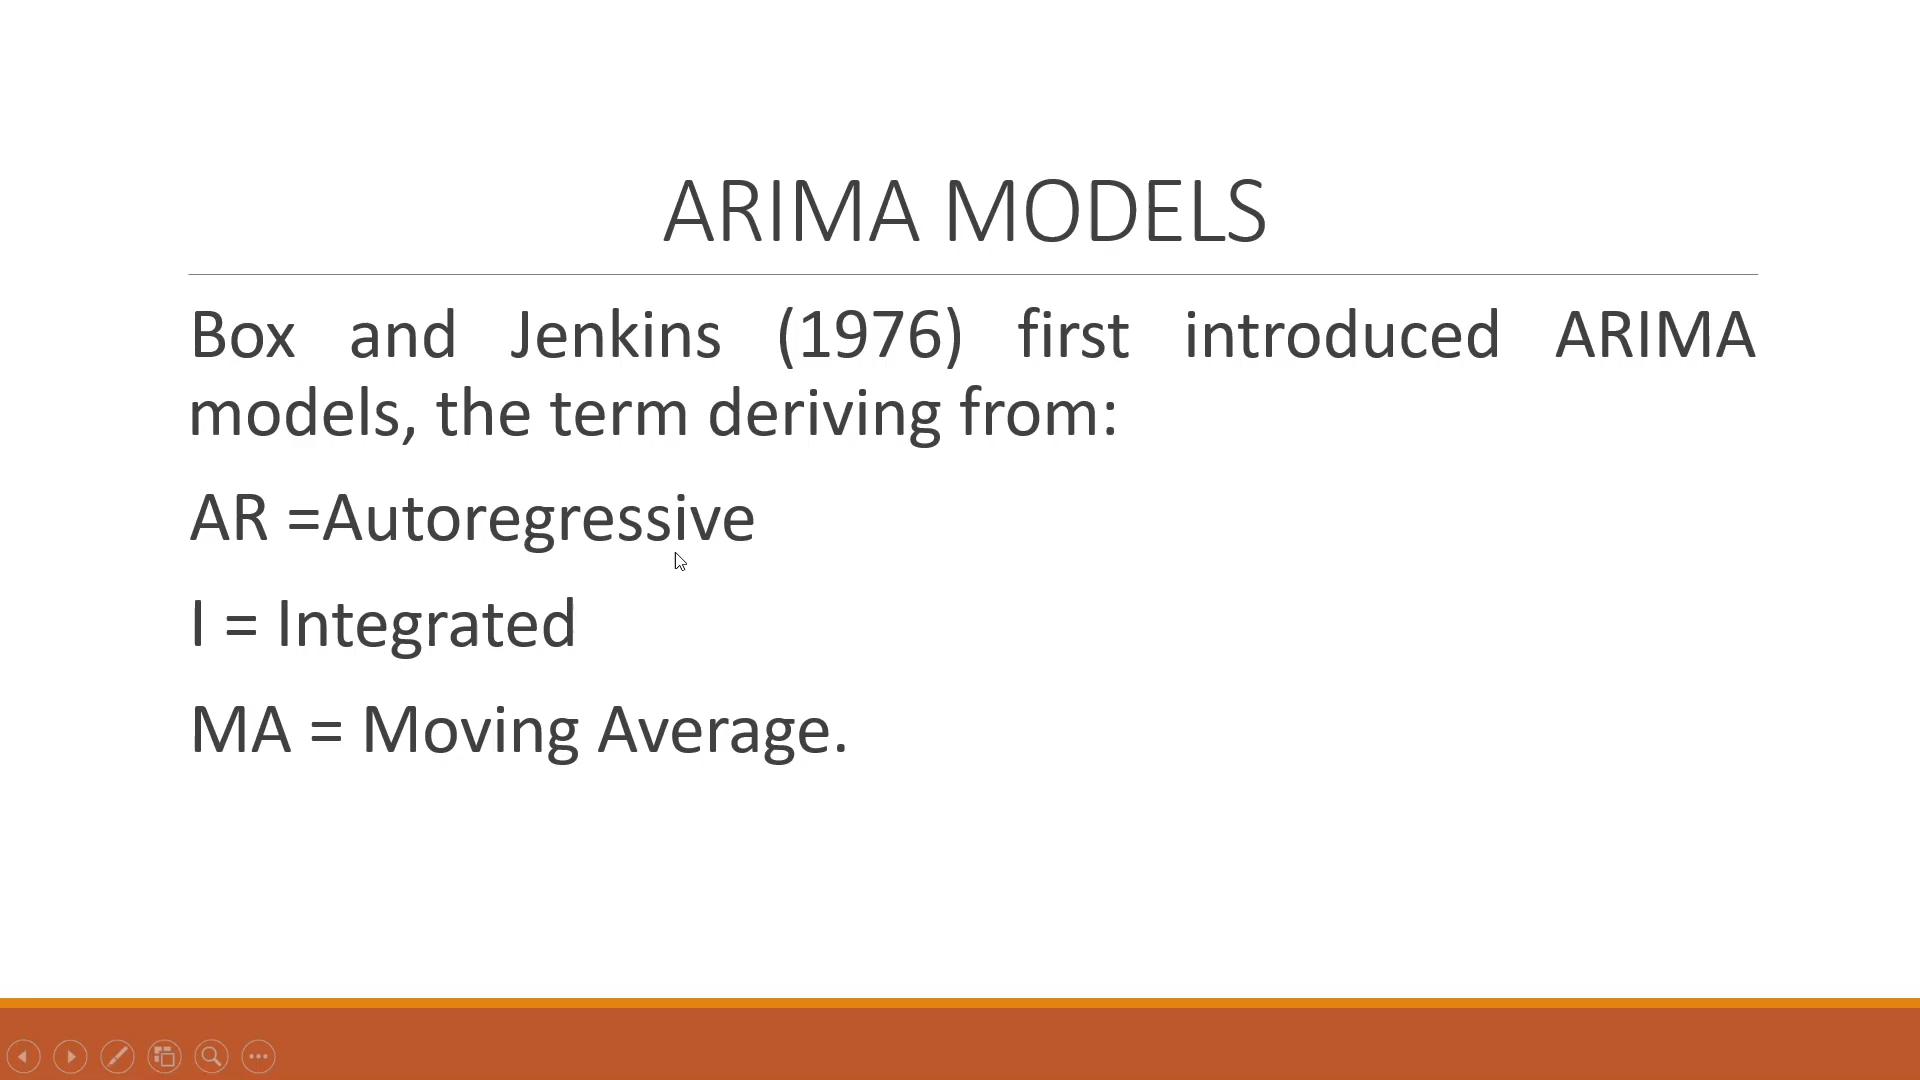 ARIMA MODELS
Box and Jenkins (1976) first introduced ARIMA
models, the term deriving from:
AR =Autoregressive
I = Integrated
MA = Moving Average.